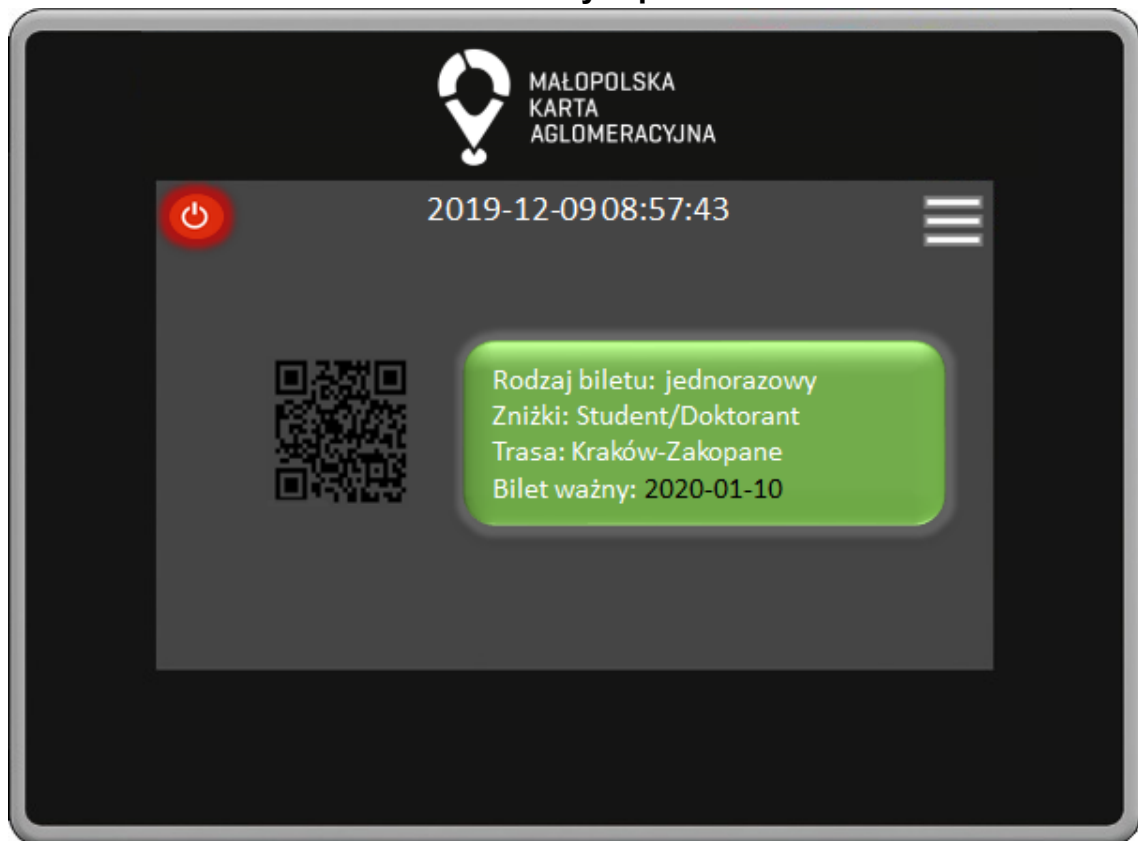 MAŁOPOLSKA
KARTA
AGLOMERACYJNA
2019-12-09 08:57:43
Rodzaj biletu: jednorazowy
Zniżki: Student/Doktorant
Trasa: Kraków-Zakopane
Bilet ważny: 2020-01-10